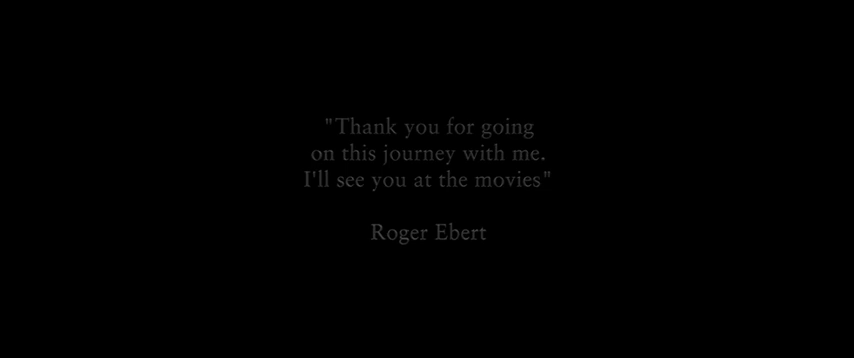 "Thank you for going
on this journey with me.
I'll see you at the movies"
Roger Ebert